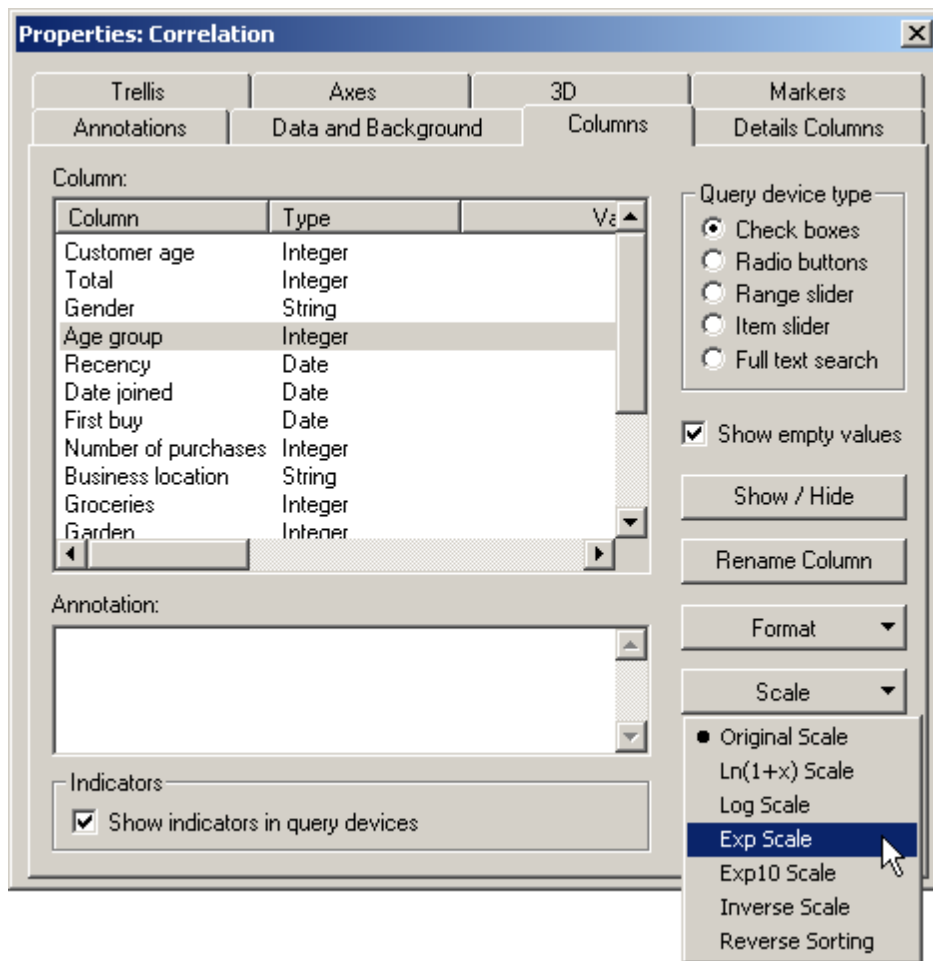 Properties: Correlation
Trellis Axes 3D Markers
Annotations Data and Background Columns Details Columns
Column:
Column Type
Customer age Integer
Total Integer
Gender String
Age group Integer
Recency Date
Date joined Date
First buy Date
Number of purchases Integer
Business location String
Groceries Integer
Garden Integer
Annotation:
Indicators
Show indicators in query devices
Query device type
Check boxes
Radio buttons
Range slider
Item slider
Full text search
Show empty values
Show / Hide
Rename Column
Format
Scale
Original Scale
Ln(1+x) Scale
Log Scale
Exp Scale
Exp10 Scale
Inverse Scale
Reverse Sorting